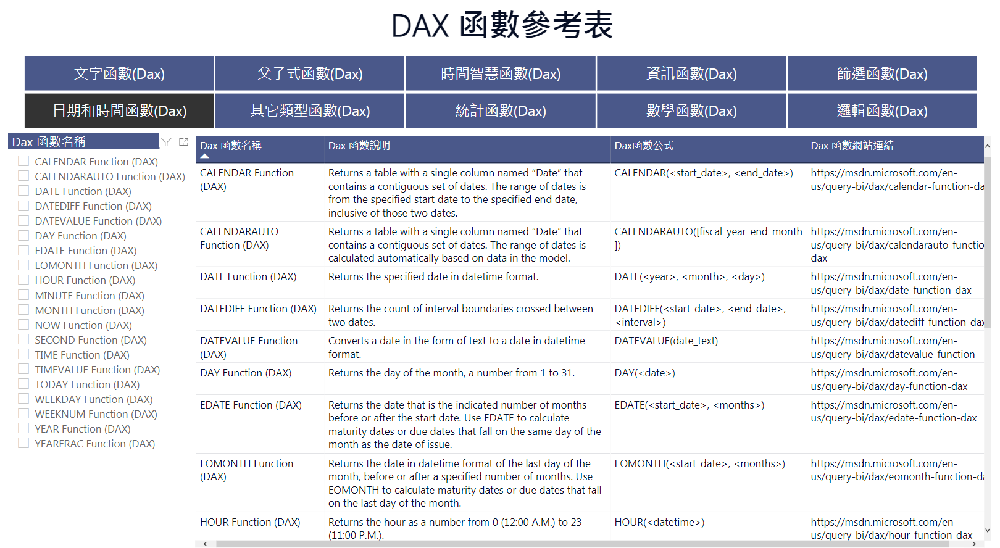 DAX 函數參考表
文字函數(Dax)
父子式函數(Dax)
時間智慧函數(Dax)
資訊函數(Dax)
篩選函數(Dax)
日期和時間函數(Dax)
其它類型函數(Dax)
統計函數(Dax)
數學函數(Dax)
邏輯函數(Dax)
Dax 函數名稱
CALENDAR Function (DAX)
CALENDARAUTO Function (DAX)
DATE Function (DAX)
DATEDIFF Function (DAX)
DATEVALUE Function (DAX)
DAY Function (DAX)
EDATE Function (DAX)
EOMONTH Function (DAX)
HOUR Function (DAX)
MINUTE Function (DAX)
MONTH Function (DAX)
NOW Function (DAX)
SECOND Function (DAX)
TIME Function (DAX)
TIMEVALUE Function (DAX)
TODAY Function (DAX)
WEEKDAY Function (DAX)
WEEKNUM Function (DAX)
YEAR Function (DAX)
YEARFRAC Function (DAX)
Dax 函數名稱
Dax 函數說明
Dax函數公式
Dax 函數網站連結
CALENDAR Function
(DAX)
Returns a table with a single column named “Date” that
contains a contiguous set of dates. The range of dates is
from the specified start date to the specified end date,
inclusive of those two dates.
CALENDAR(<start_date>, <end_date>)
https://msdn.microsoft.com/en-
us/query-bi/dax/calendar-function-da
CALENDARAUTO
Function (DAX)
Returns a table with a single column named “Date” that
contains a contiguous set of dates. The range of dates is
calculated automatically based on data in the model.
CALENDARAUTO([fiscal_year_end_month
])
https://msdn.microsoft.com/en-
us/query-bi/dax/calendarauto-functio
dax
DATE Function (DAX)
Returns the specified date in datetime format.
DATE(<year>, <month>, <day>)
https://msdn.microsoft.com/en-
us/query-bi/dax/date-function-dax
DATEDIFF Function (DAX)
Returns the count of interval boundaries crossed between
two dates.
DATEDIFF(<start_date>, <end_date>,
<interval>)
https://msdn.microsoft.com/en-
us/query-bi/dax/datediff-function-dax
DATEVALUE Function
(DAX)
Converts a date in the form of text to a date in datetime
format.
DATEVALUE(date_text)
https://msdn.microsoft.com/en-
us/query-bi/dax/datevalue-function-
DAY Function (DAX)
Returns the day of the month, a number from 1 to 31.
DAY(<date>)
https://msdn.microsoft.com/en-
us/query-bi/dax/day-function-dax
EDATE Function (DAX)
Returns the date that is the indicated number of months
before or after the start date. Use EDATE to calculate
maturity dates or due dates that fall on the same day of the
month as the date of issue.
EDATE(<start_date>, <months>)
https://msdn.microsoft.com/en-
us/query-bi/dax/edate-function-dax
EOMONTH Function
(DAX)
Returns the date in datetime format of the last day of the
month, before or after a specified number of months. Use
EOMONTH to calculate maturity dates or due dates that fall
on the last day of the month.
EOMONTH(<start_date>, <months>)
https://msdn.microsoft.com/en-
us/query-bi/dax/eomonth-function-da
HOUR Function (DAX)
Returns the hour as a number from 0 (12:00 A.M.) to 23
(11:00 P.M.).
HOUR(<datetime>)
https://msdn.microsoft.com/en-
us/query-bi/dax/hour-function-dax